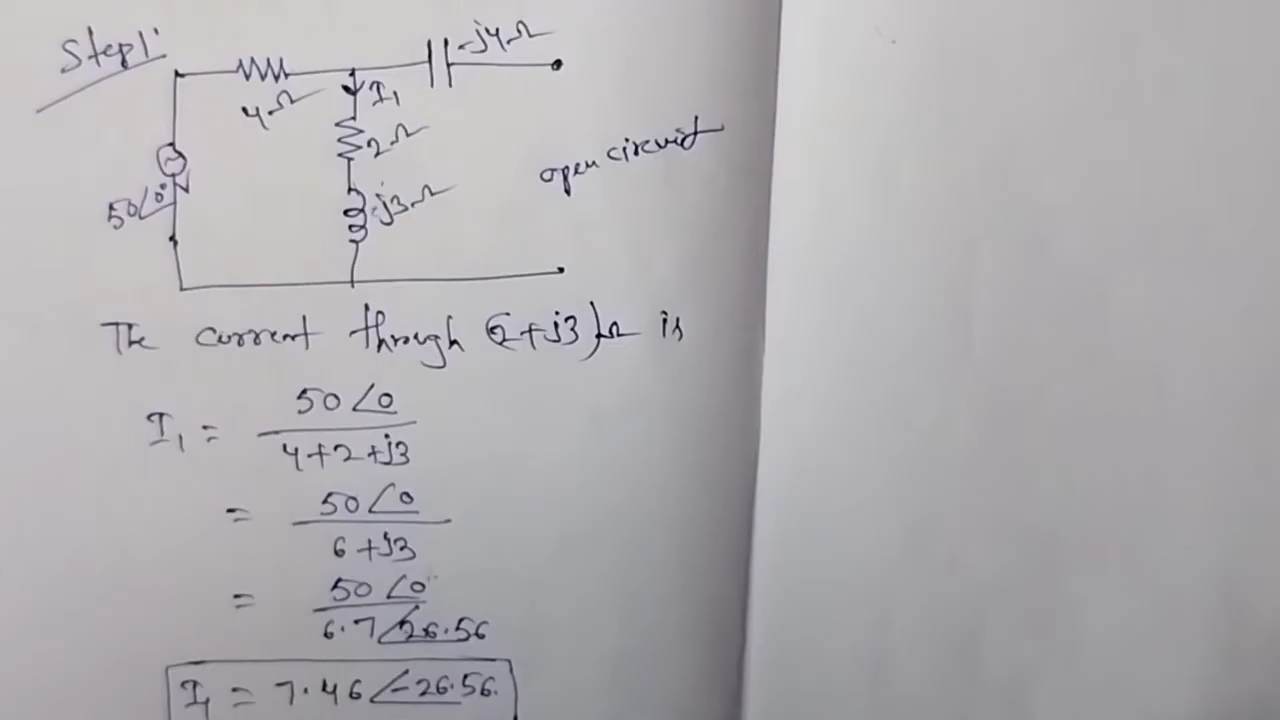 Step1:
-j4Ω
4Ω
I₁
2Ω
j3Ω
50∠0°
open circuit
The current through (2+j3)Ω is
I₁ = 50∠0
4+2+j3
= 50∠0
6+j3
= 50∠0°
6.7∠26.56
I₁ = 7.46∠-26.56.